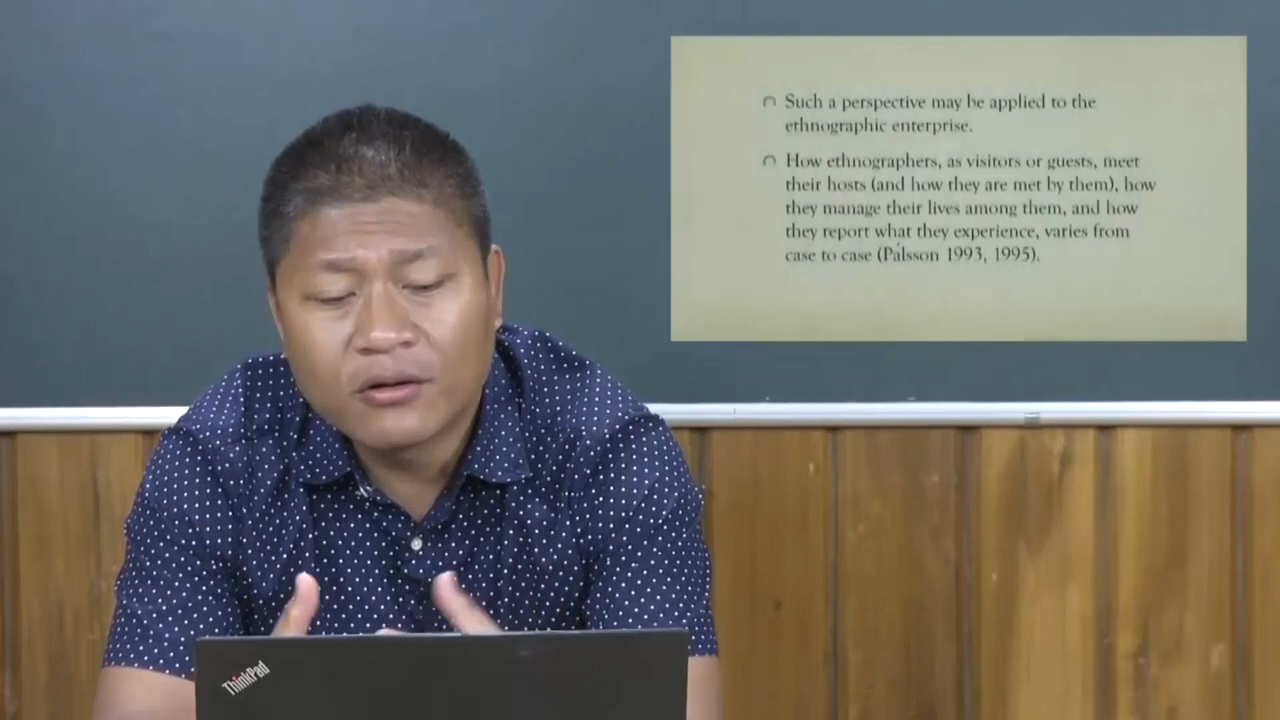 Such a perspective may be applied to the
ethnographic enterprise.
How ethnographers, as visitors or guests, meet
their hosts (and how they are met by them), how
they manage their lives among them, and how
they report what they experience, varies from
case to case (Pálsson 1993, 1995).
ThinkPad